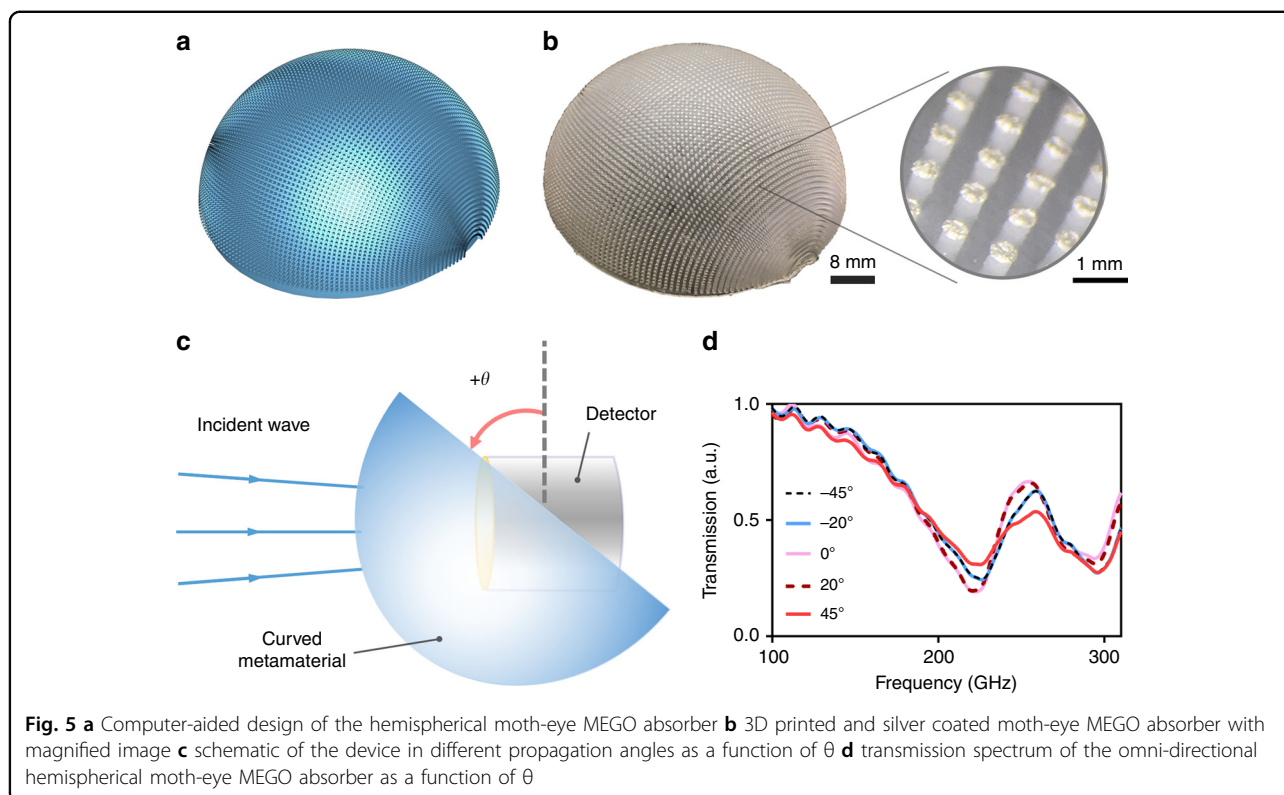 a
b
8 mm
1 mm
c
+θ
Incident wave
Detector
Curved
metamaterial
d
Transmission (a.u.)
1.0
0.5
0.0
–45°
–20°
0°
20°
45°
100
200
300
Frequency (GHz)
Fig. 5 a Computer-aided design of the hemispherical moth-eye MEGO absorber b 3D printed and silver coated moth-eye MEGO absorber with
magnified image c schematic of the device in different propagation angles as a function of θ d transmission spectrum of the omni-directional
hemispherical moth-eye MEGO absorber as a function of θ